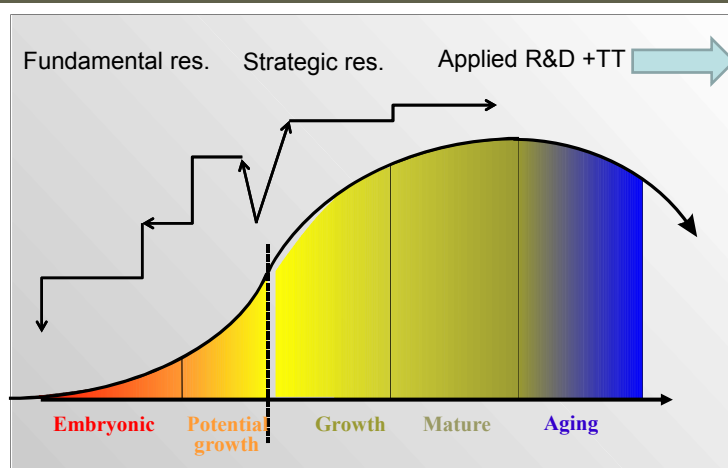 Fundamental res.
Strategic res.
Applied R&D +TT
Embryonic
Potential
growth
Growth
Mature
Aging